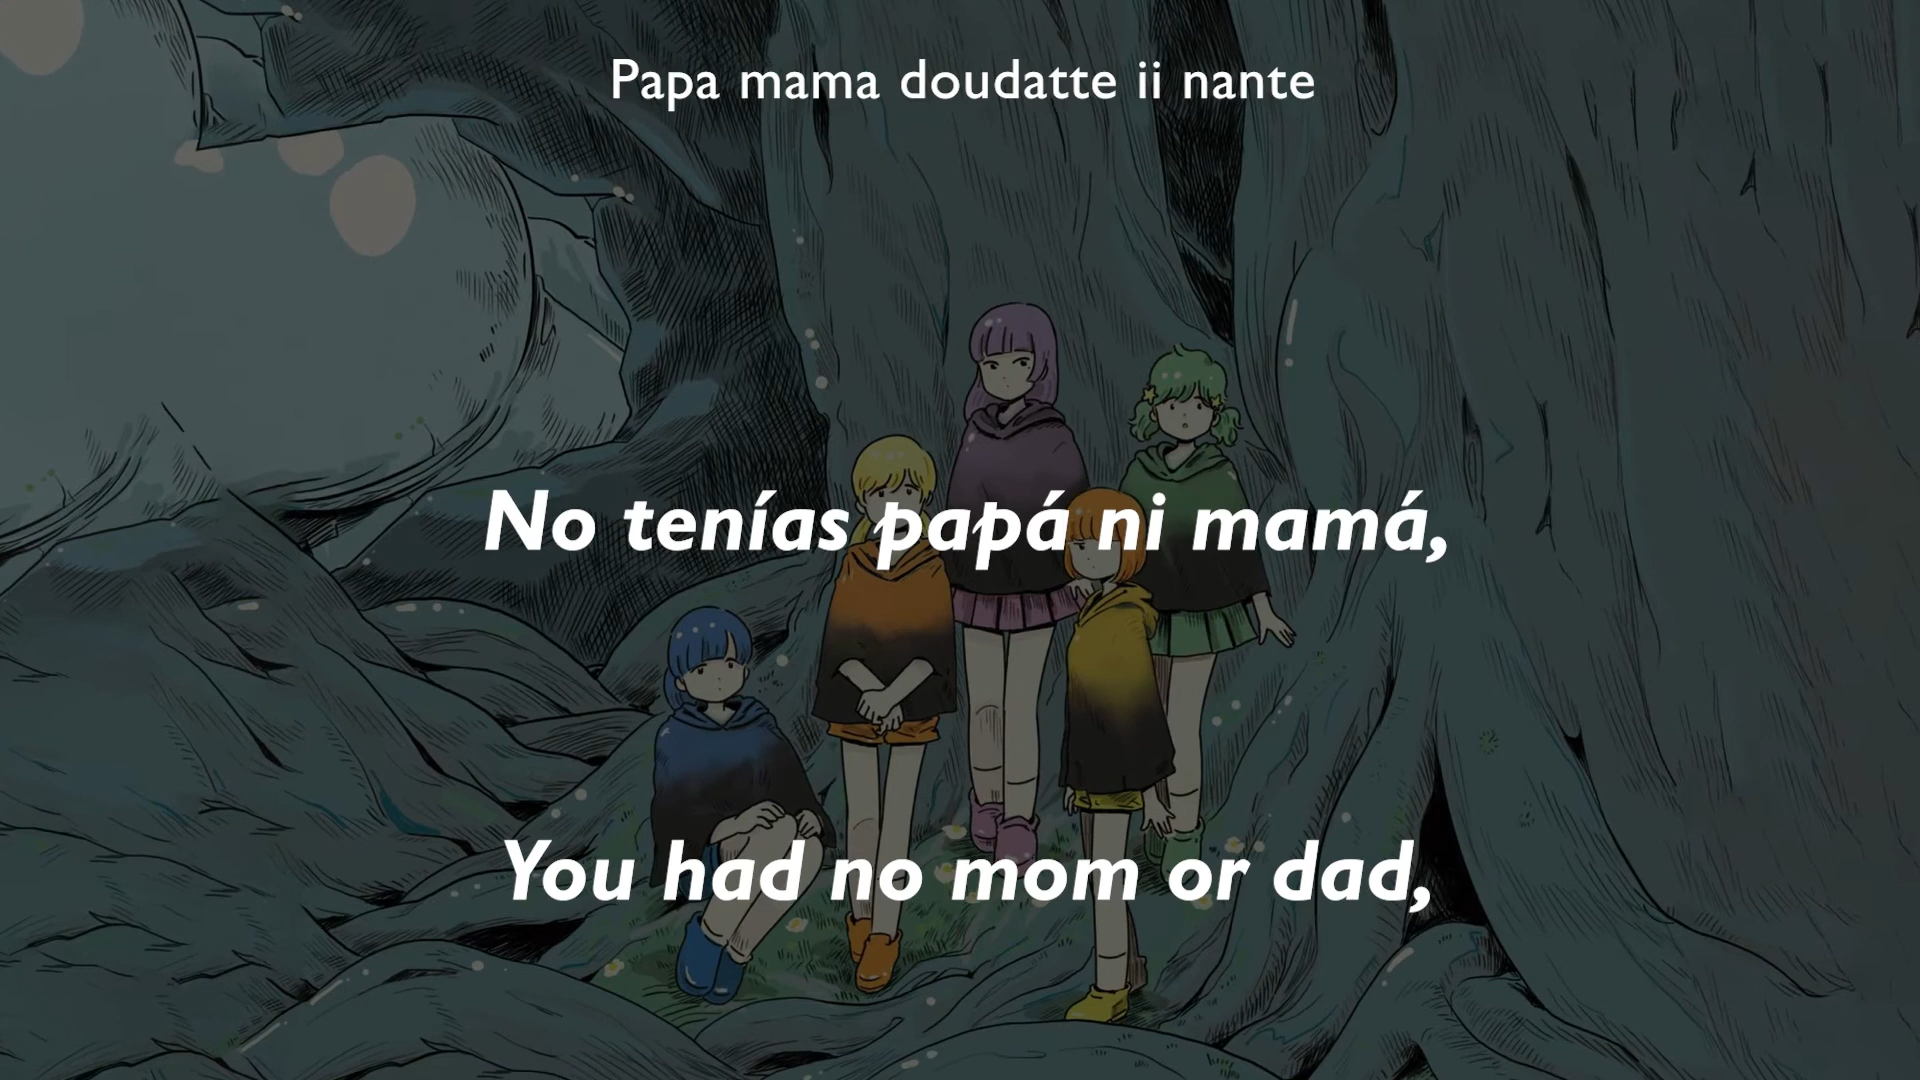 Papa mama doudatte ii nante
No tenías papá ni mamá,
You had no mom or dad,